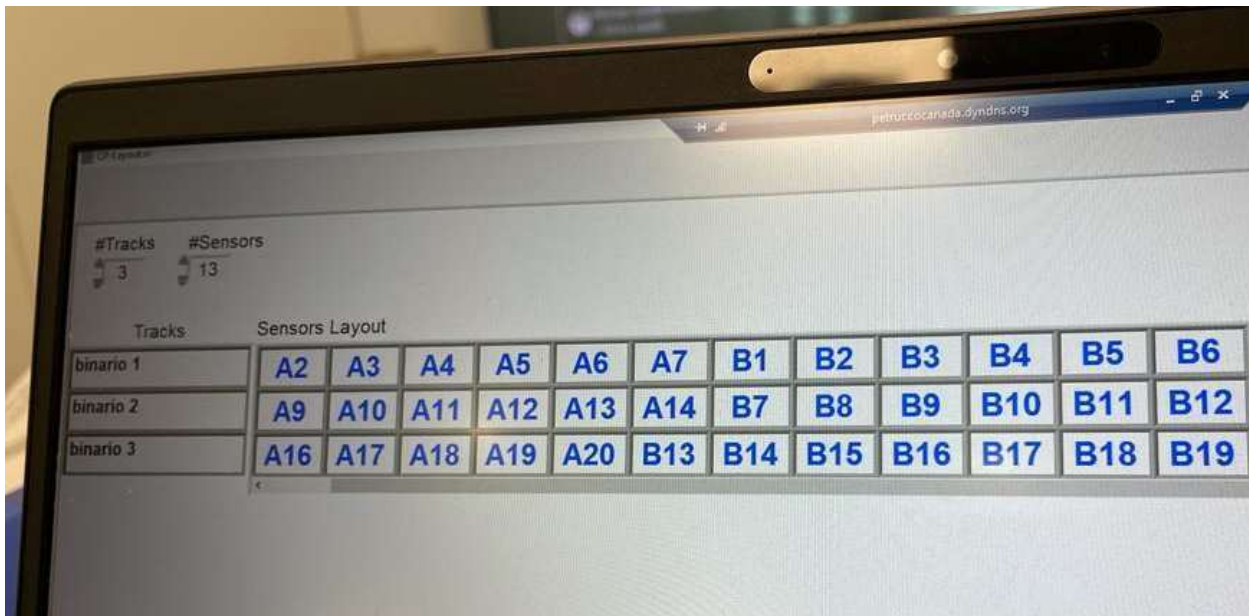 petruccocanada.dyndns.org
#Tracks #Sensors
3 13
Tracks Sensors Layout
binario 1 A2 A3 A4 A5 A6 A7 B1 B2 B3 B4 B5 B6
binario 2 A9 A10 A11 A12 A13 A14 B7 B8 B9 B10 B11 B12
binario 3 A16 A17 A18 A19 A20 B13 B14 B15 B16 B17 B18 B19